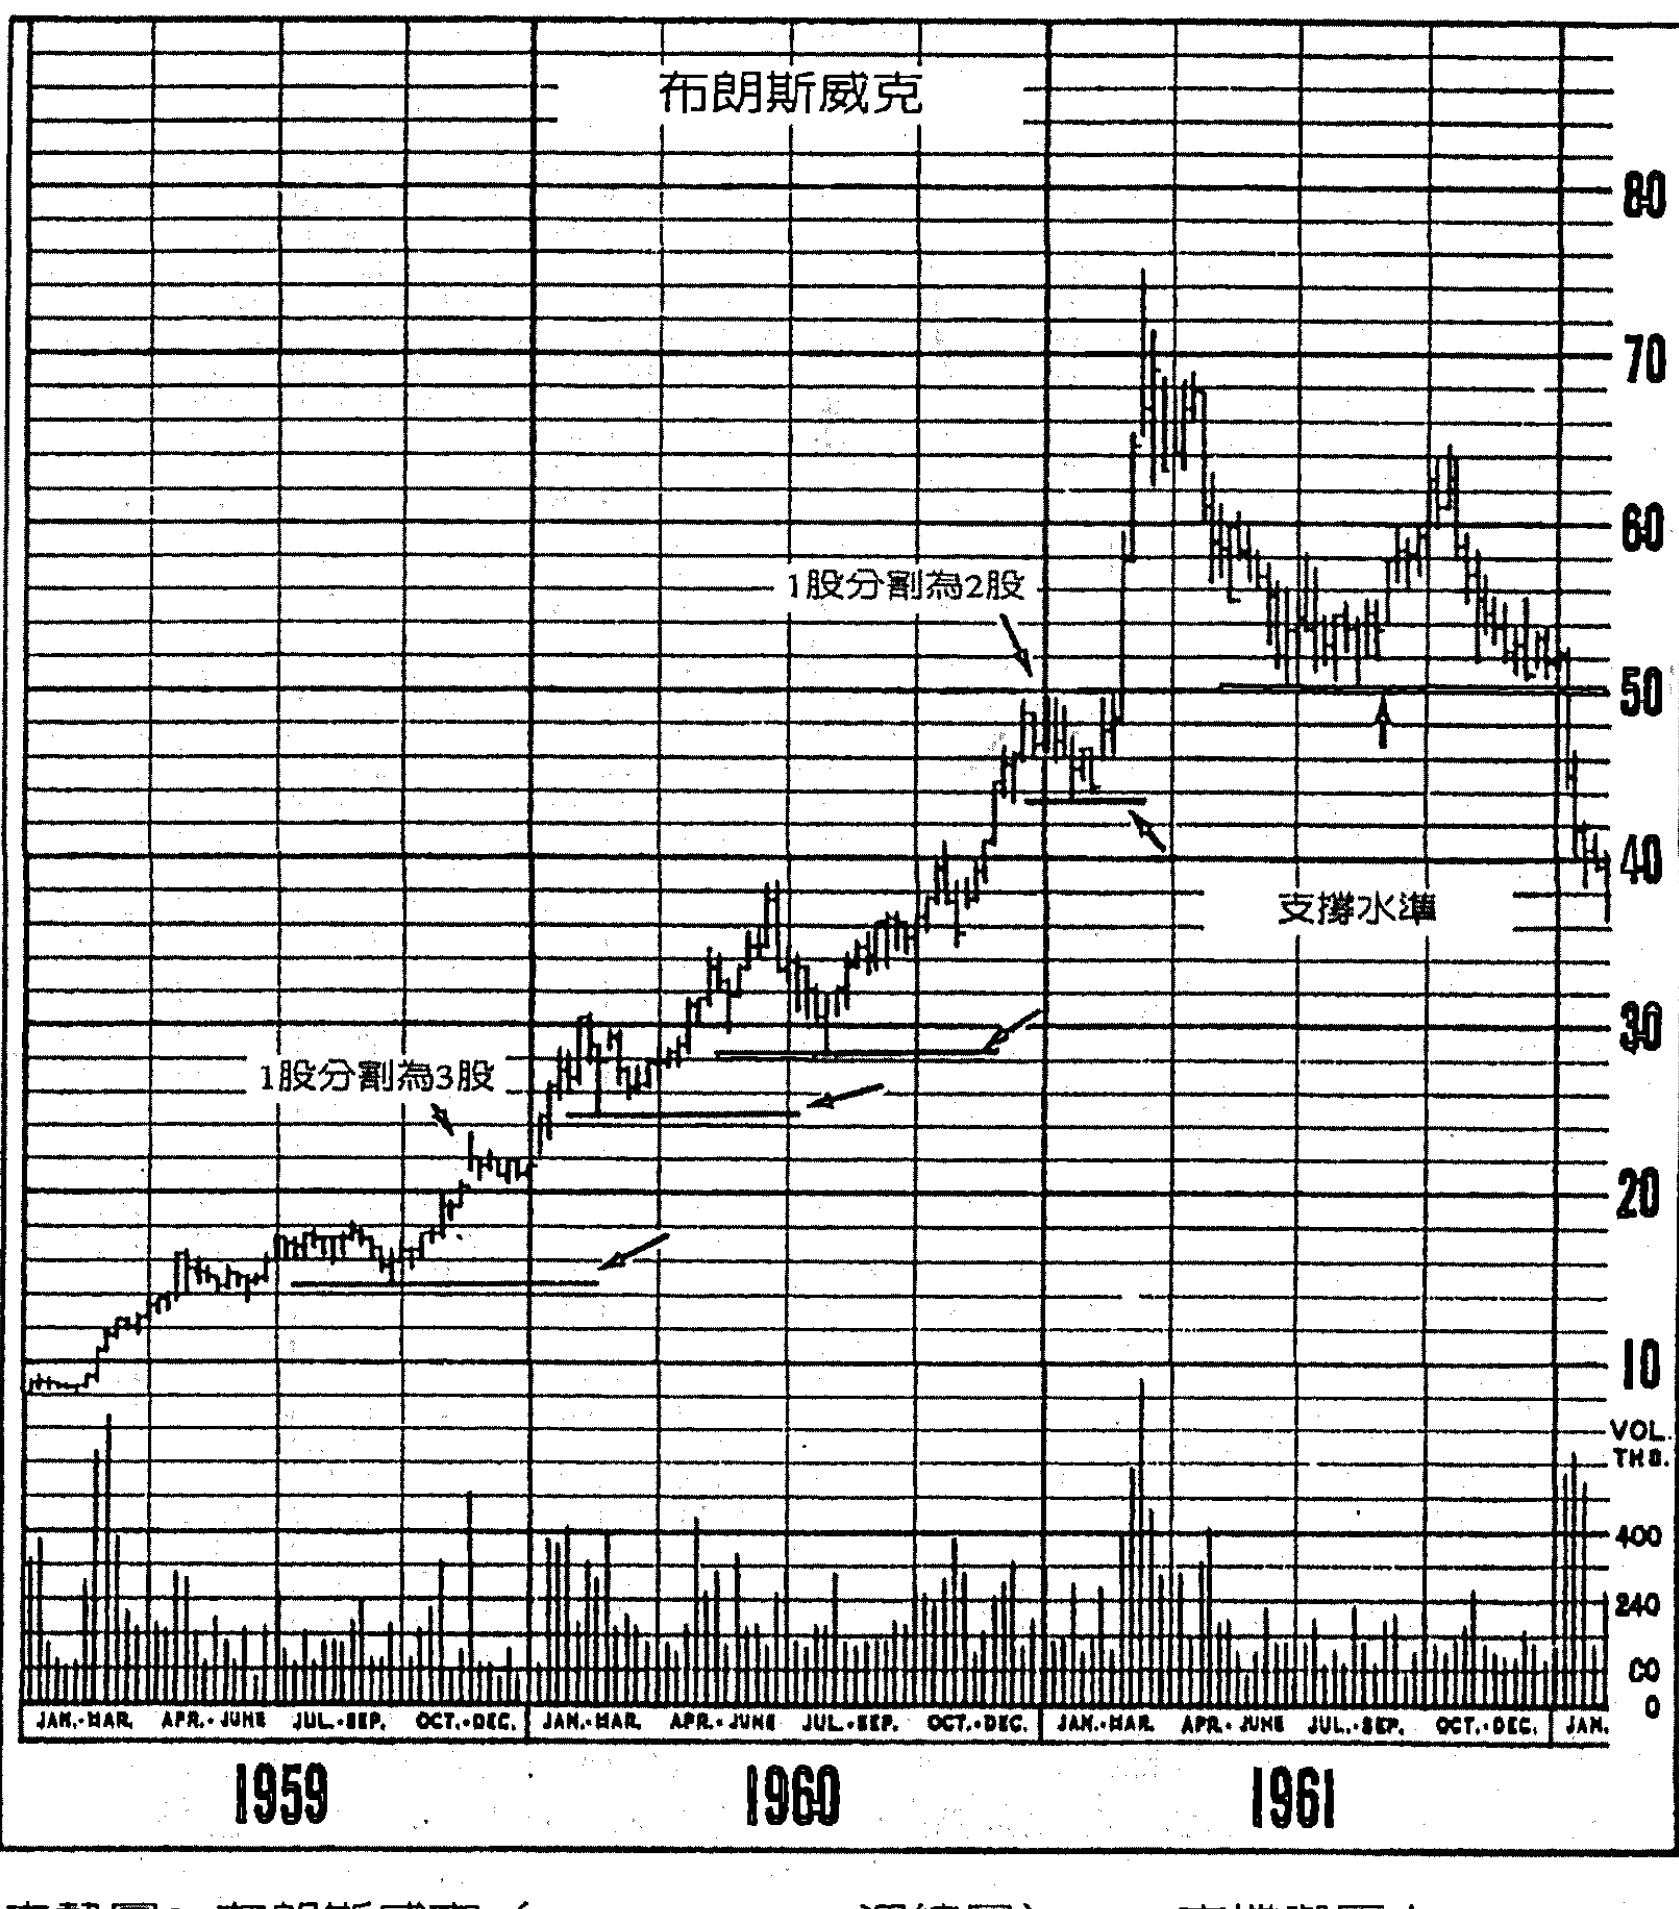 布朗斯威克
80
70
60
1股分割為2股
50
40
支撐水準
30
1股分割為3股
20
10
VOL.
THS.
400
240
CO
0
JAN.-MAR. APR.-JUNE JUL.-SEP. OCT.-DEC. JAN.-MAR. APR.-JUNE JUL.-SEP. OCT.-DEC. JAN.-MAR. APR.-JUNE JUL.-SEP. OCT.-DEC. JAN.
1959 1960 1961